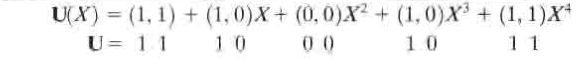 U(X) = (1, 1) + (1, 0)X + (0, 0)X² + (1, 0)X³ + (1, 1)X⁴
U = 1 1 1 0 0 0 1 0 1 1